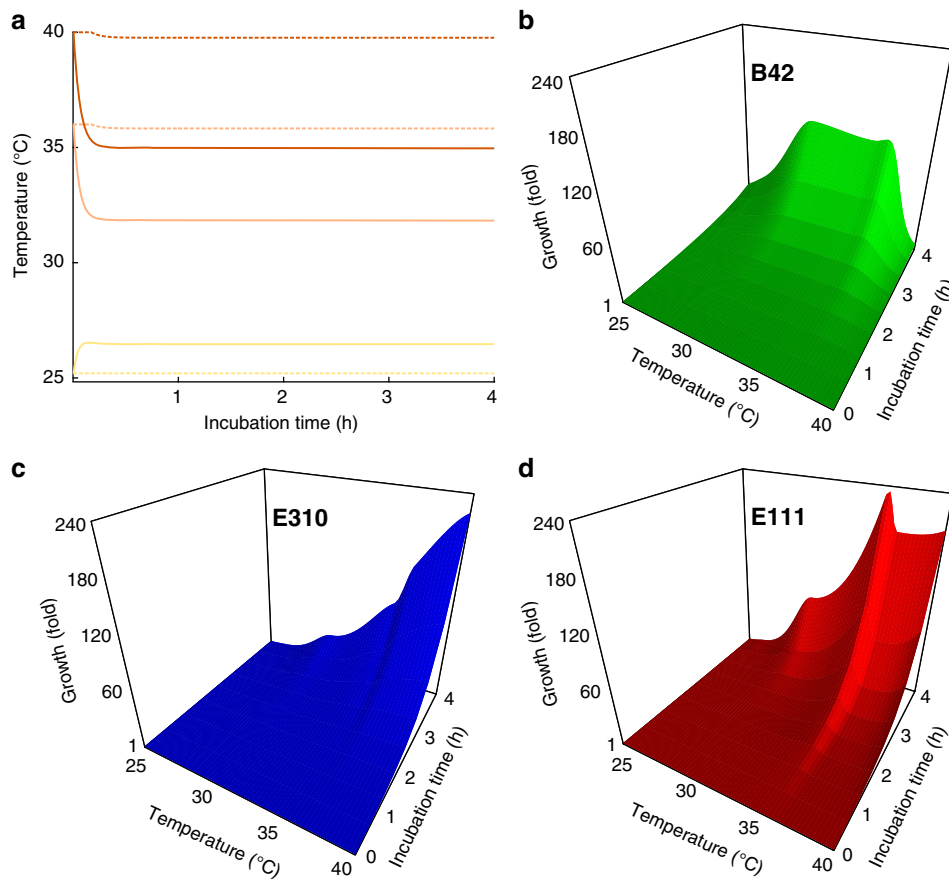 a
40
35
30
25
Temperature (°C)
1
2
3
4
Incubation time (h)
b
B42
240
180
120
60
1
Growth (fold)
25
30
35
40
Temperature (°C)
0
1
2
3
4
Incubation time (h)
c
E310
240
180
120
60
1
Growth (fold)
25
30
35
40
Temperature (°C)
0
1
2
3
4
Incubation time (h)
d
E111
240
180
120
60
1
Growth (fold)
25
30
35
40
Temperature (°C)
0
1
2
3
4
Incubation time (h)